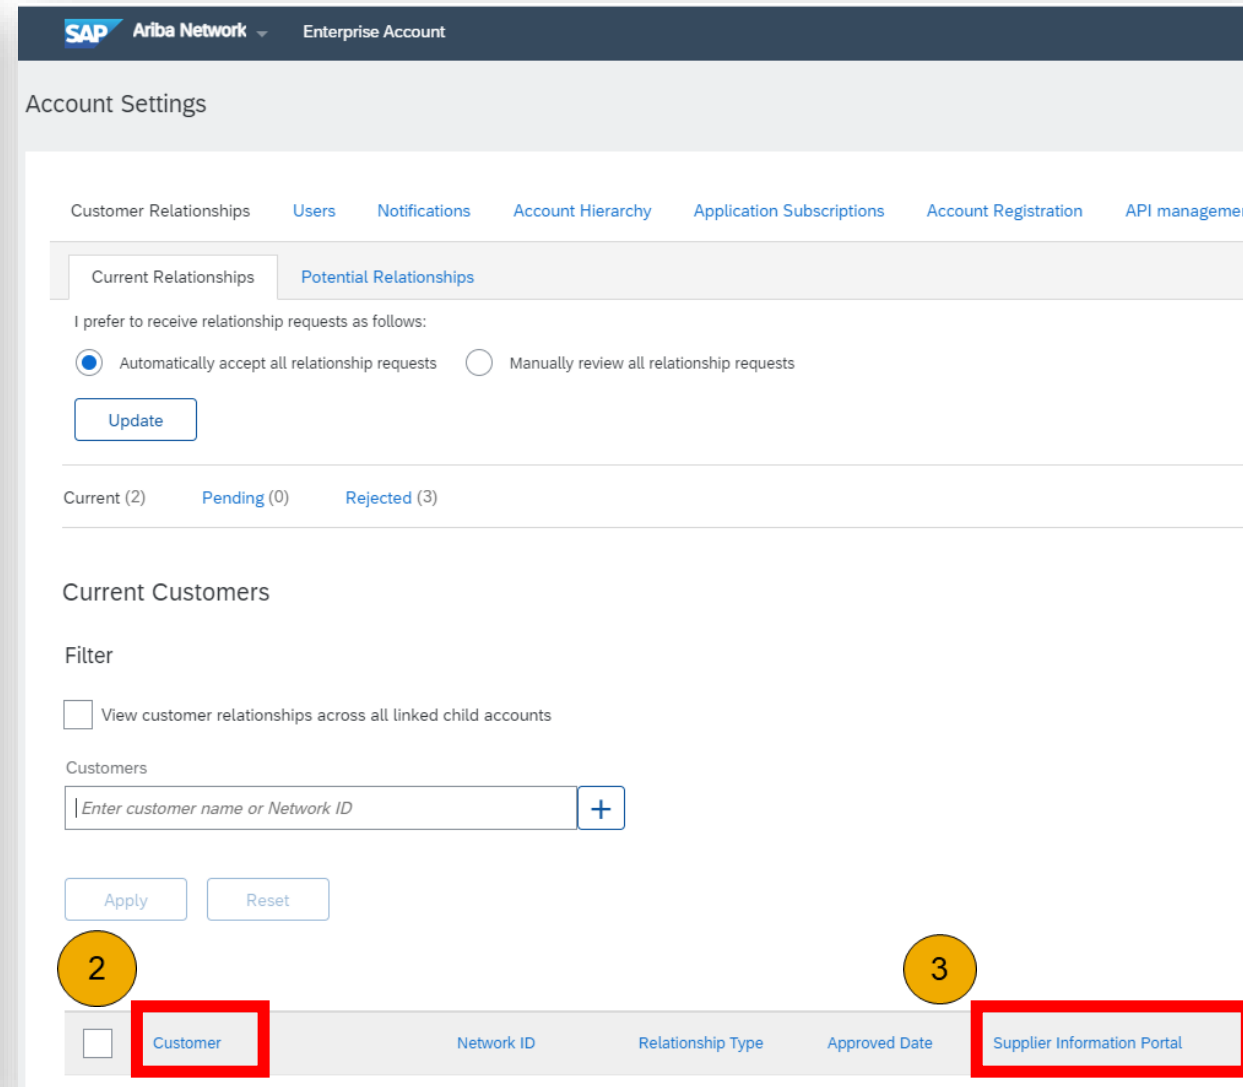 SAP Ariba Network Enterprise Account
Account Settings
Customer Relationships Users Notifications Account Hierarchy Application Subscriptions Account Registration API manageme
Current Relationships Potential Relationships
I prefer to receive relationship requests as follows:
Automatically accept all relationship requests Manually review all relationship requests
Update
Current (2) Pending (0) Rejected (3)
Current Customers
Filter
View customer relationships across all linked child accounts
Customers
Enter customer name or Network ID +
Apply Reset
2 3
Customer Network ID Relationship Type Approved Date Supplier Information Portal